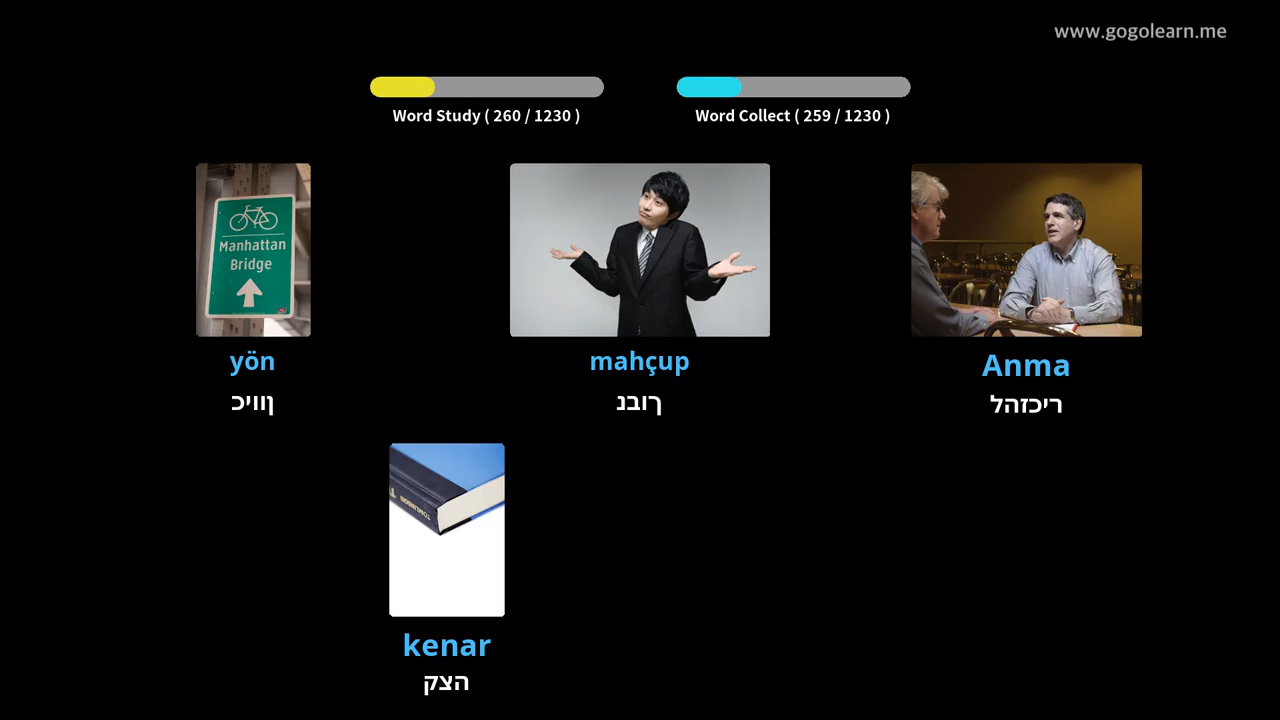 www.gogolearn.me
Word Study ( 260 / 1230 )
Word Collect ( 259 / 1230 )
Manhattan
Bridge
yön
כיוון
mahçup
נבוך
Anma
להזכיר
TOMLINSON
kenar
קצה